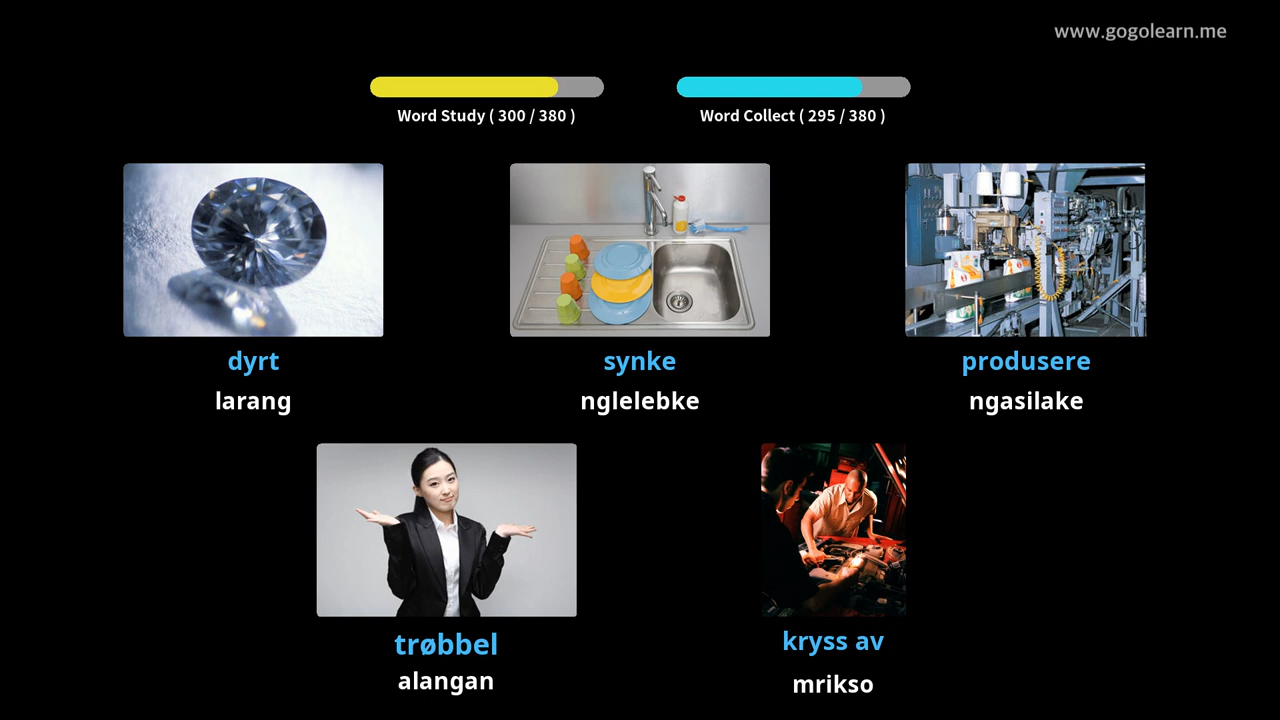 www.gogolearn.me
Word Study ( 300 / 380 )
Word Collect ( 295 / 380 )
dyrt
larang
synke
nglelebke
produsere
ngasilake
trøbbel
alangan
kryss av
mrikso